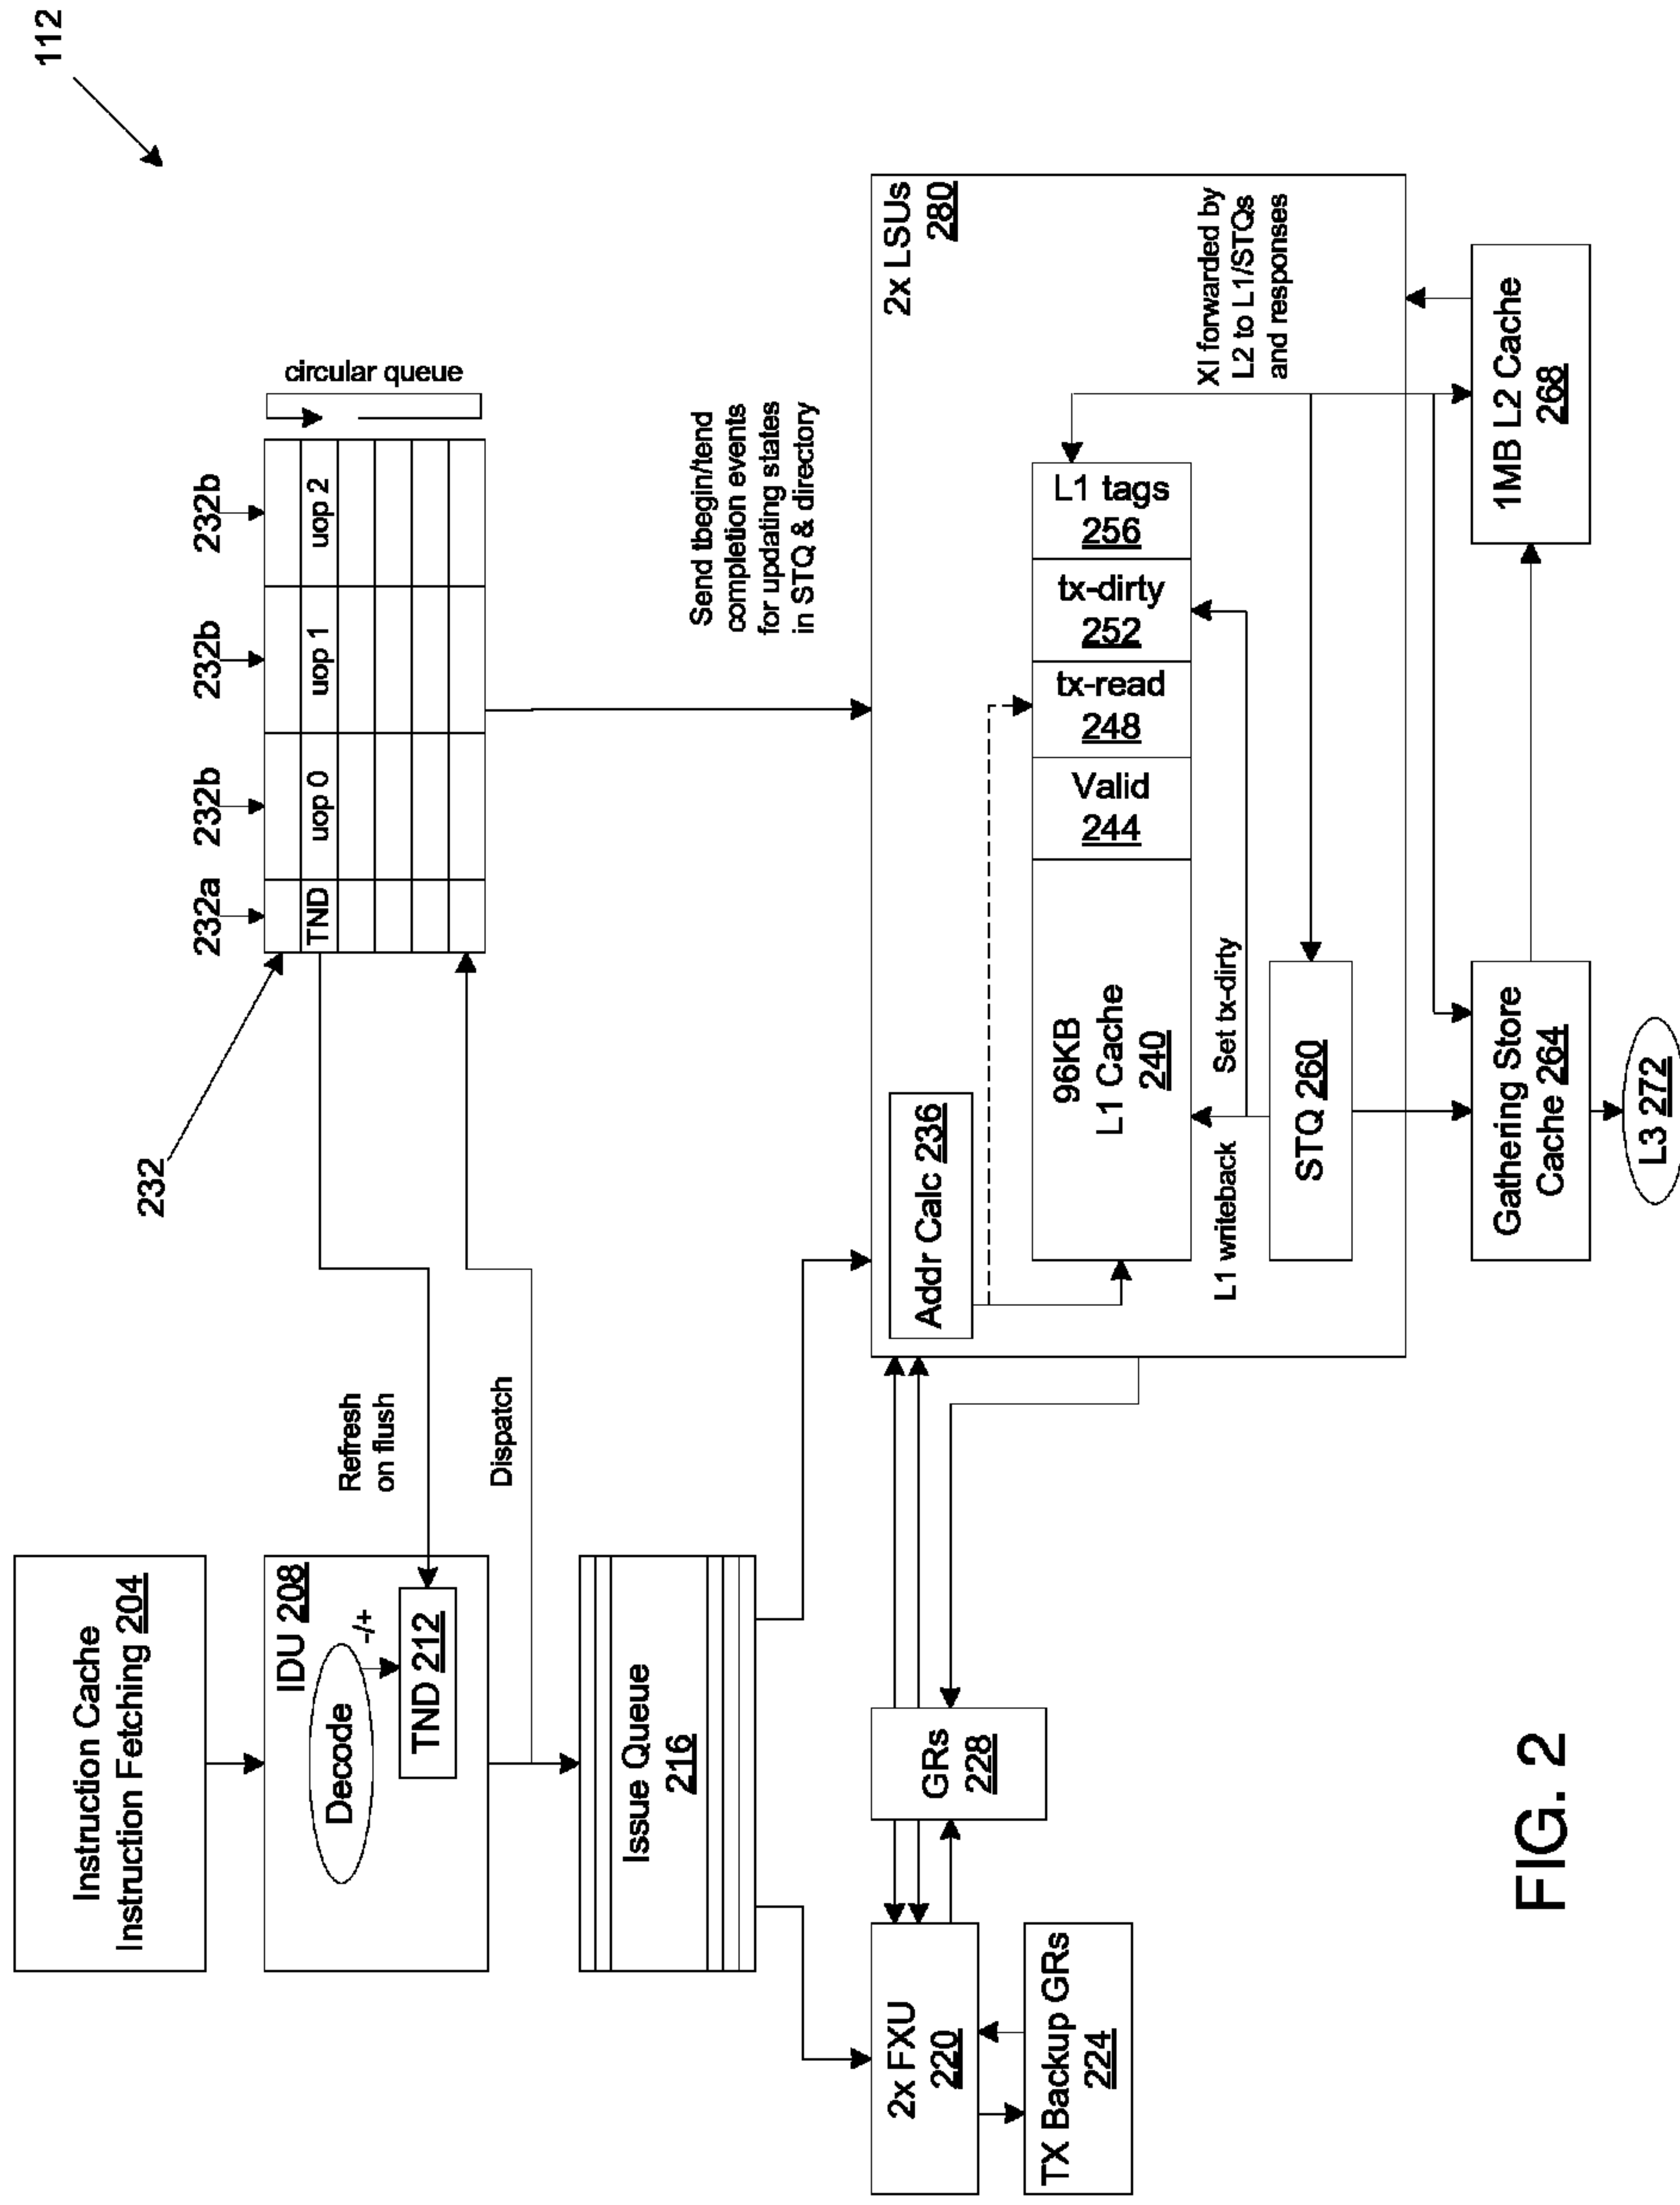 112
Instruction Cache
Instruction Fetching 204
IDU 208
Decode
-/+
TND 212
Refresh
on flush
Dispatch
232
232a
232b
232b
232b
TND
uop 0
uop 1
uop 2
circular queue
Issue Queue
216
Send tbegin/tend
completion events
for updating states
in STQ & directory
2x FXU
220
TX Backup GRs
224
GRs
228
2x LSUs
280
Addr Calc 236
96KB
L1 Cache
240
Valid
244
tx-read
248
tx-dirty
252
L1 tags
256
XI forwarded by
L2 to L1/STQs
and responses
L1 writeback
Set tx-dirty
STQ 260
Gathering Store
Cache 264
1MB L2 Cache
268
L3 272
FIG. 2